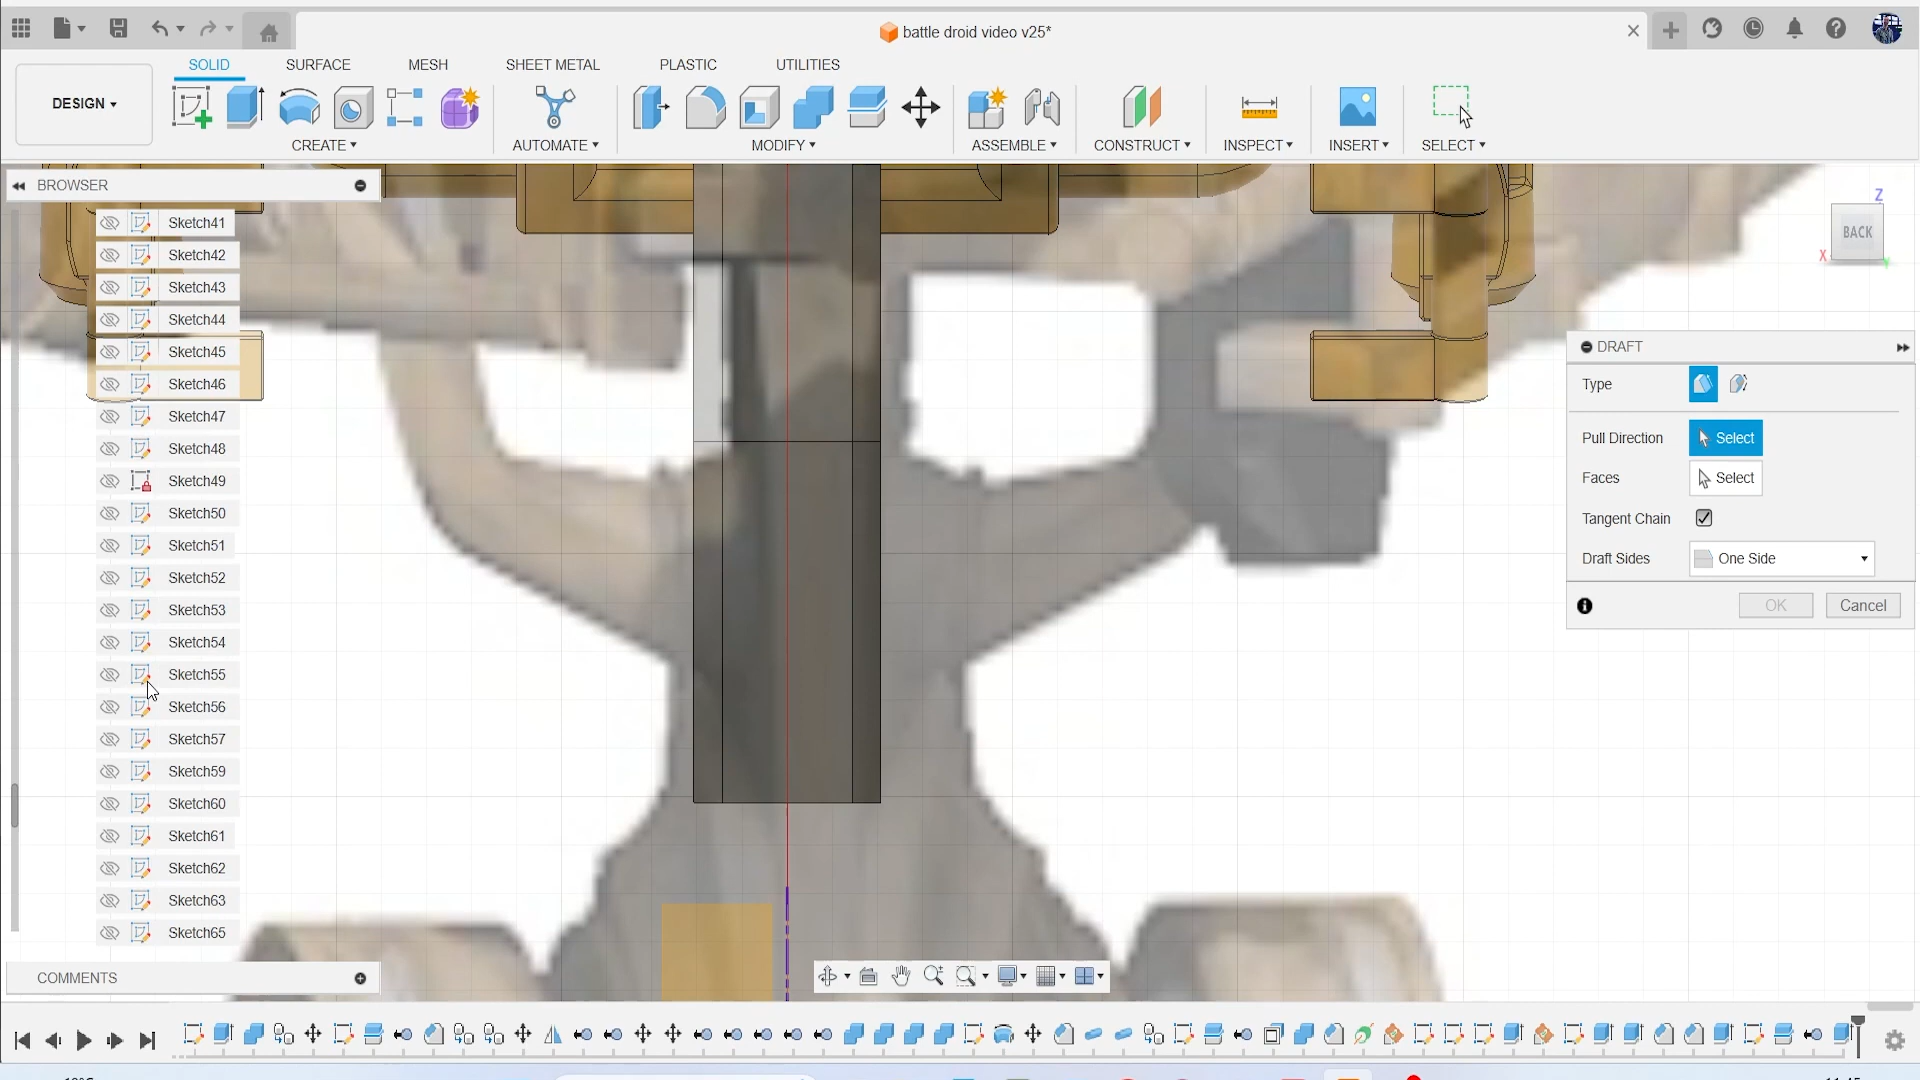 battle droid video v25*
SOLID SURFACE MESH SHEET METAL PLASTIC UTILITIES
DESIGN
CREATE AUTOMATE MODIFY ASSEMBLE CONSTRUCT INSPECT INSERT SELECT
BROWSER
Sketch41
Sketch42
Sketch43
Sketch44
Sketch45
Sketch46
Sketch47
Sketch48
Sketch49
Sketch50
Sketch51
Sketch52
Sketch53
Sketch54
Sketch55
Sketch56
Sketch57
Sketch59
Sketch60
Sketch61
Sketch62
Sketch63
Sketch65
COMMENTS
Z
BACK
X
DRAFT
Type
Pull Direction Select
Faces Select
Tangent Chain
Draft Sides One Side
OK Cancel